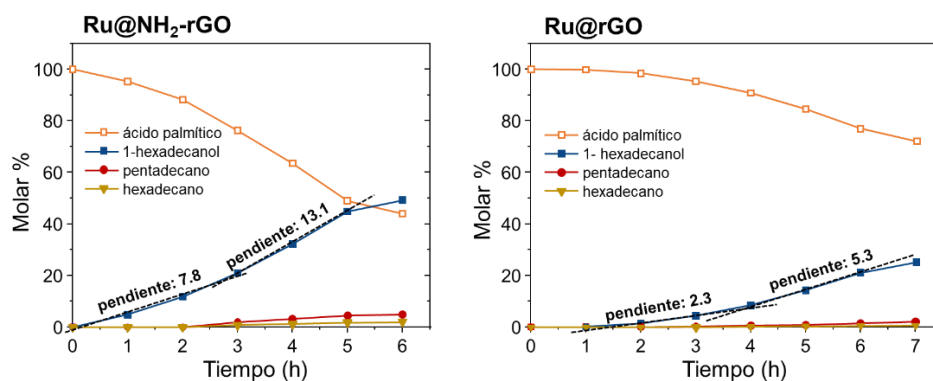 Ru@NH₂-rGO
100
80
60
40
20
0
Molar %
ácido palmítico
1-hexadecanol
pentadecano
hexadecano
pendiente: 7.8
pendiente: 13.1
0 1 2 3 4 5 6
Tiempo (h)
Ru@rGO
100
80
60
40
20
0
Molar %
ácido palmítico
1- hexadecanol
pentadecano
hexadecano
pendiente: 2.3
pendiente: 5.3
0 1 2 3 4 5 6 7
Tiempo (h)